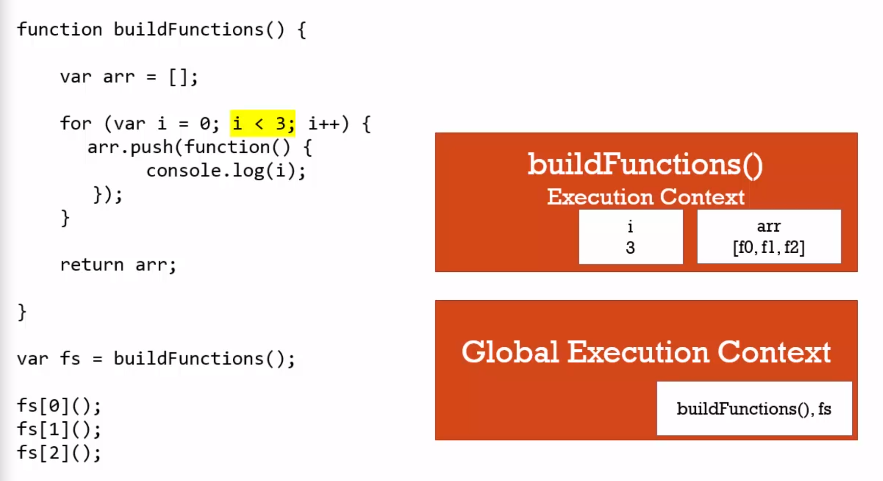 function buildFunctions() {
var arr = [];
for (var i = 0; i < 3; i++) {
arr.push(function() {
console.log(i);
});
}
return arr;
}
var fs = buildFunctions();
fs[0]();
fs[1]();
fs[2]();
buildFunctions()
Execution Context
i
3
arr
[f0, f1, f2]
Global Execution Context
buildFunctions(), fs